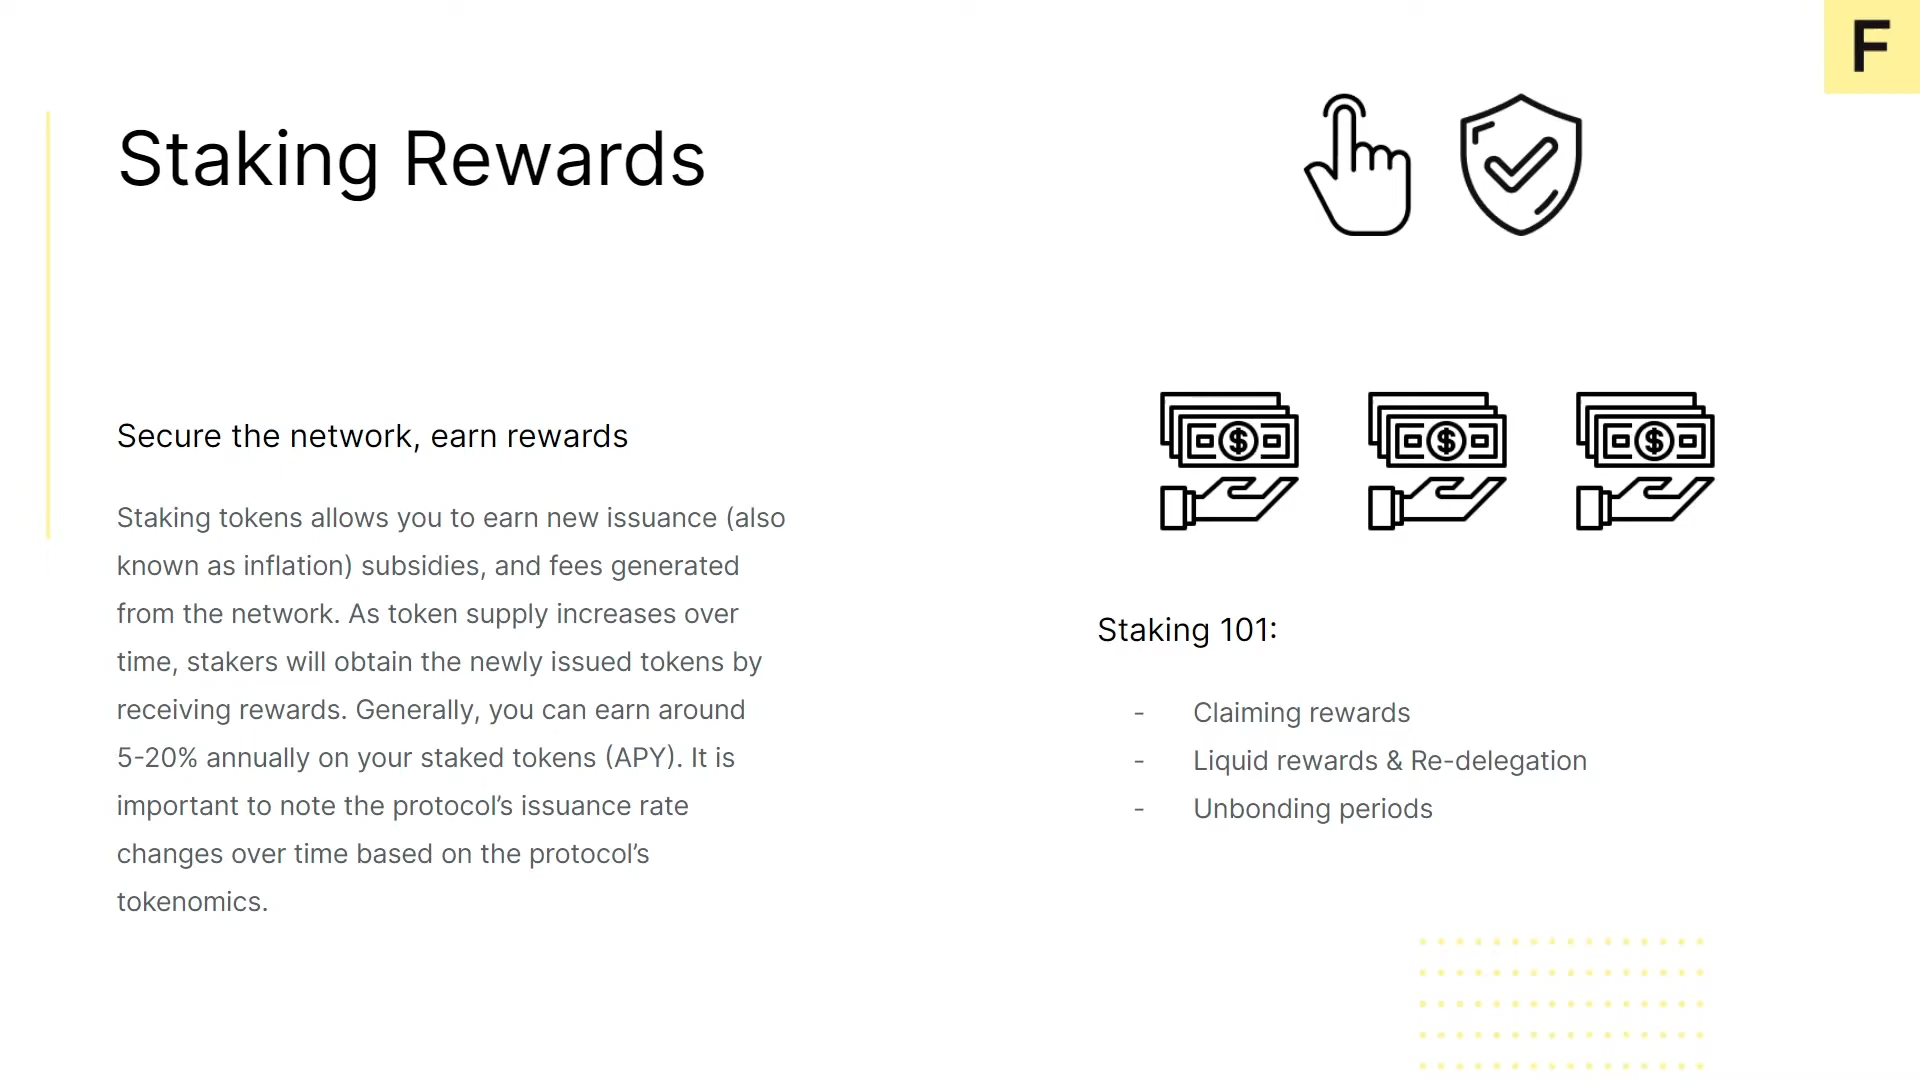 F
Staking Rewards
Secure the network, earn rewards
Staking tokens allows you to earn new issuance (also
known as inflation) subsidies, and fees generated
from the network. As token supply increases over
time, stakers will obtain the newly issued tokens by
receiving rewards. Generally, you can earn around
5-20% annually on your staked tokens (APY). It is
important to note the protocol’s issuance rate
changes over time based on the protocol’s
tokenomics.
$ $ $
Staking 101:
- Claiming rewards
- Liquid rewards & Re-delegation
- Unbonding periods